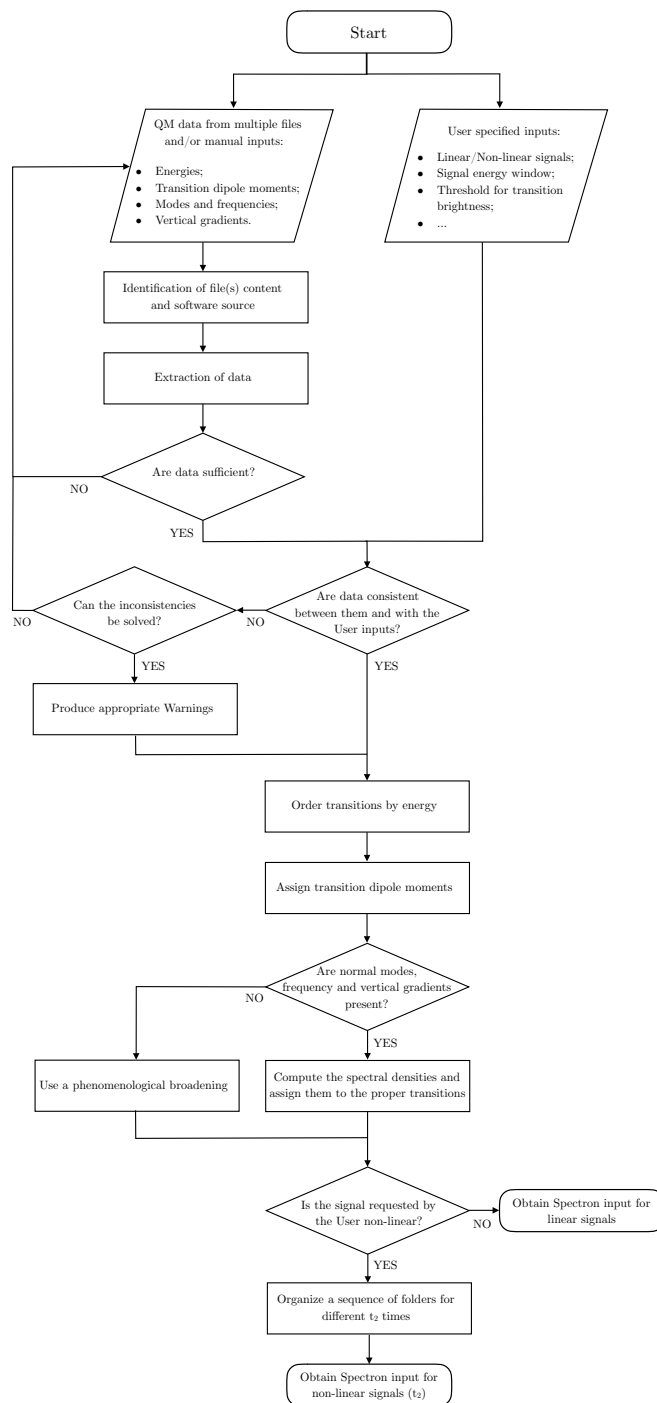 Start
QM data from multiple files
and/or manual inputs:
● Energies;
● Transition dipole moments;
● Modes and frequencies;
● Vertical gradients.
User specified inputs:
● Linear/Non-linear signals;
● Signal energy window;
● Threshold for transition
brightness;
● ...
Identification of file(s) content
and software source
Extraction of data
Are data sufficient?
NO
YES
Are data consistent
between them and with the
User inputs?
NO
YES
Can the inconsistencies
be solved?
NO
YES
Produce appropriate Warnings
Order transitions by energy
Assign transition dipole moments
Are normal modes,
frequency and vertical gradients
present?
NO
YES
Use a phenomenological broadening
Compute the spectral densities and
assign them to the proper transitions
Is the signal requested by
the User non-linear?
NO
Obtain Spectron input for
linear signals
YES
Organize a sequence of folders for
different t₂ times
Obtain Spectron input for
non-linear signals (t₂)